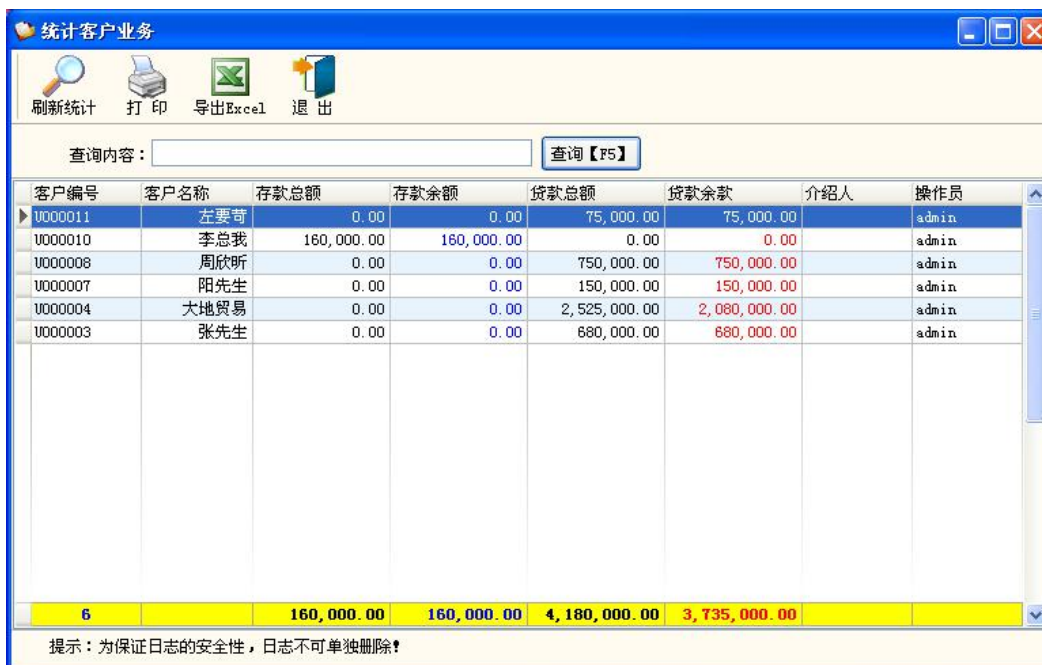 统计客户业务
刷新统计 打 印 导出Excel 退 出
查询内容： 查询【F5】
客户编号 客户名称 存款总额 存款余额 贷款总额 贷款余款 介绍人 操作员
U000011 左要苛 0.00 0.00 75,000.00 75,000.00 admin
U000010 李总我 160,000.00 160,000.00 0.00 0.00 admin
U000008 周欣昕 0.00 0.00 750,000.00 750,000.00 admin
U000007 阳先生 0.00 0.00 150,000.00 150,000.00 admin
U000004 大地贸易 0.00 0.00 2,525,000.00 2,080,000.00 admin
U000003 张先生 0.00 0.00 680,000.00 680,000.00 admin
6 160,000.00 160,000.00 4,180,000.00 3,735,000.00
提示：为保证日志的安全性，日志不可单独删除！